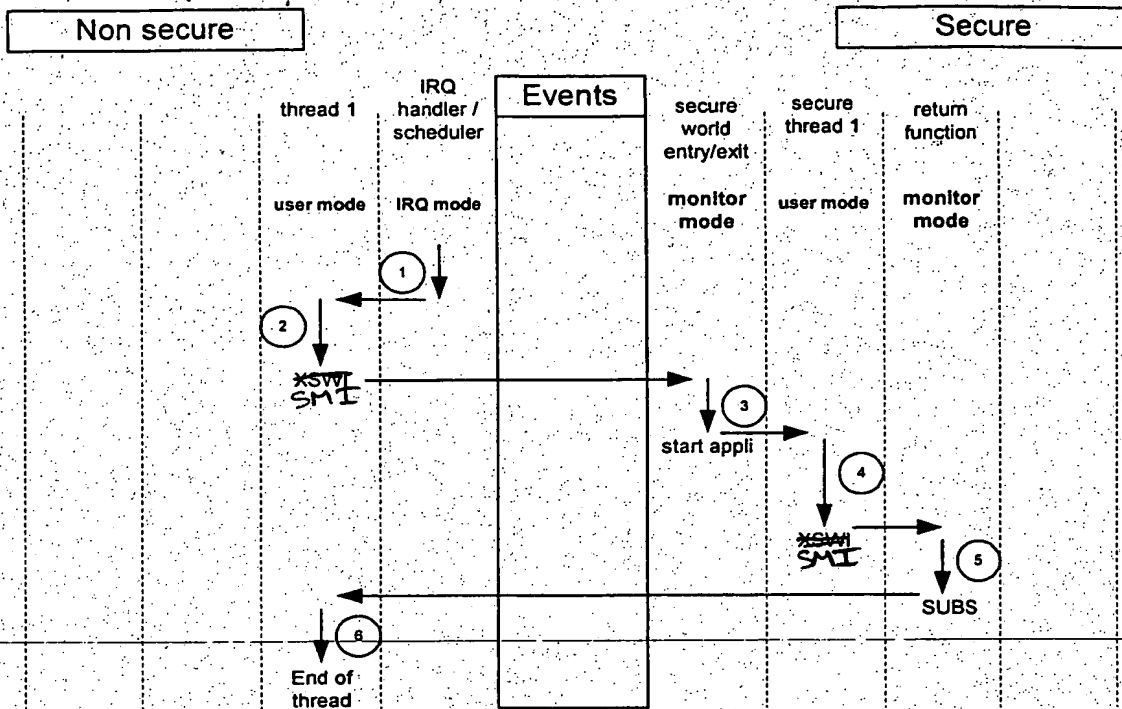 Non secure
Secure
Events
thread 1
IRQ
handler /
scheduler
secure
world
entry/exit
secure
thread 1
return
function
user mode
IRQ mode
monitor
mode
user mode
monitor
mode
1
2
XSWI
SMI
3
start appli
4
XSWI
SMI
5
SUBS
6
End of
thread